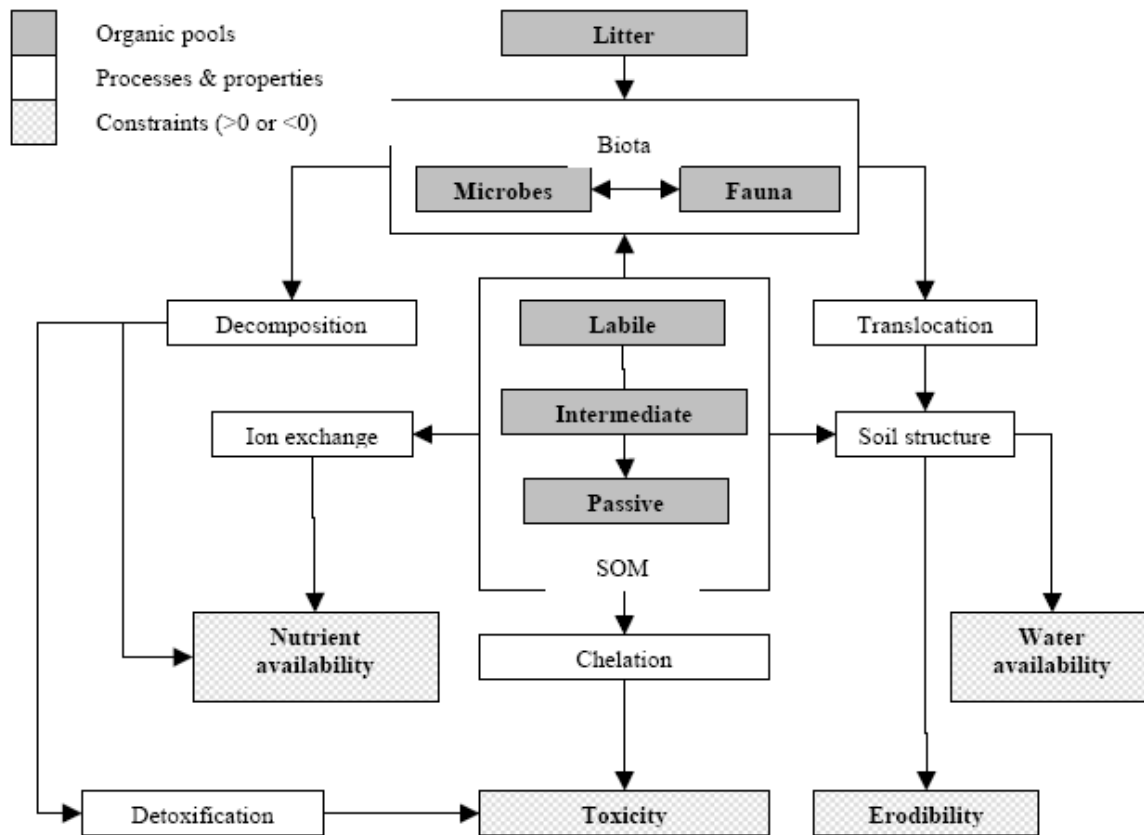 Organic pools
Processes & properties
Constraints (>0 or <0)
Litter
Biota
Microbes
Fauna
Decomposition
Labile
Translocation
Intermediate
Ion exchange
Soil structure
Passive
SOM
Nutrient
availability
Chelation
Water
availability
Detoxification
Toxicity
Erodibility